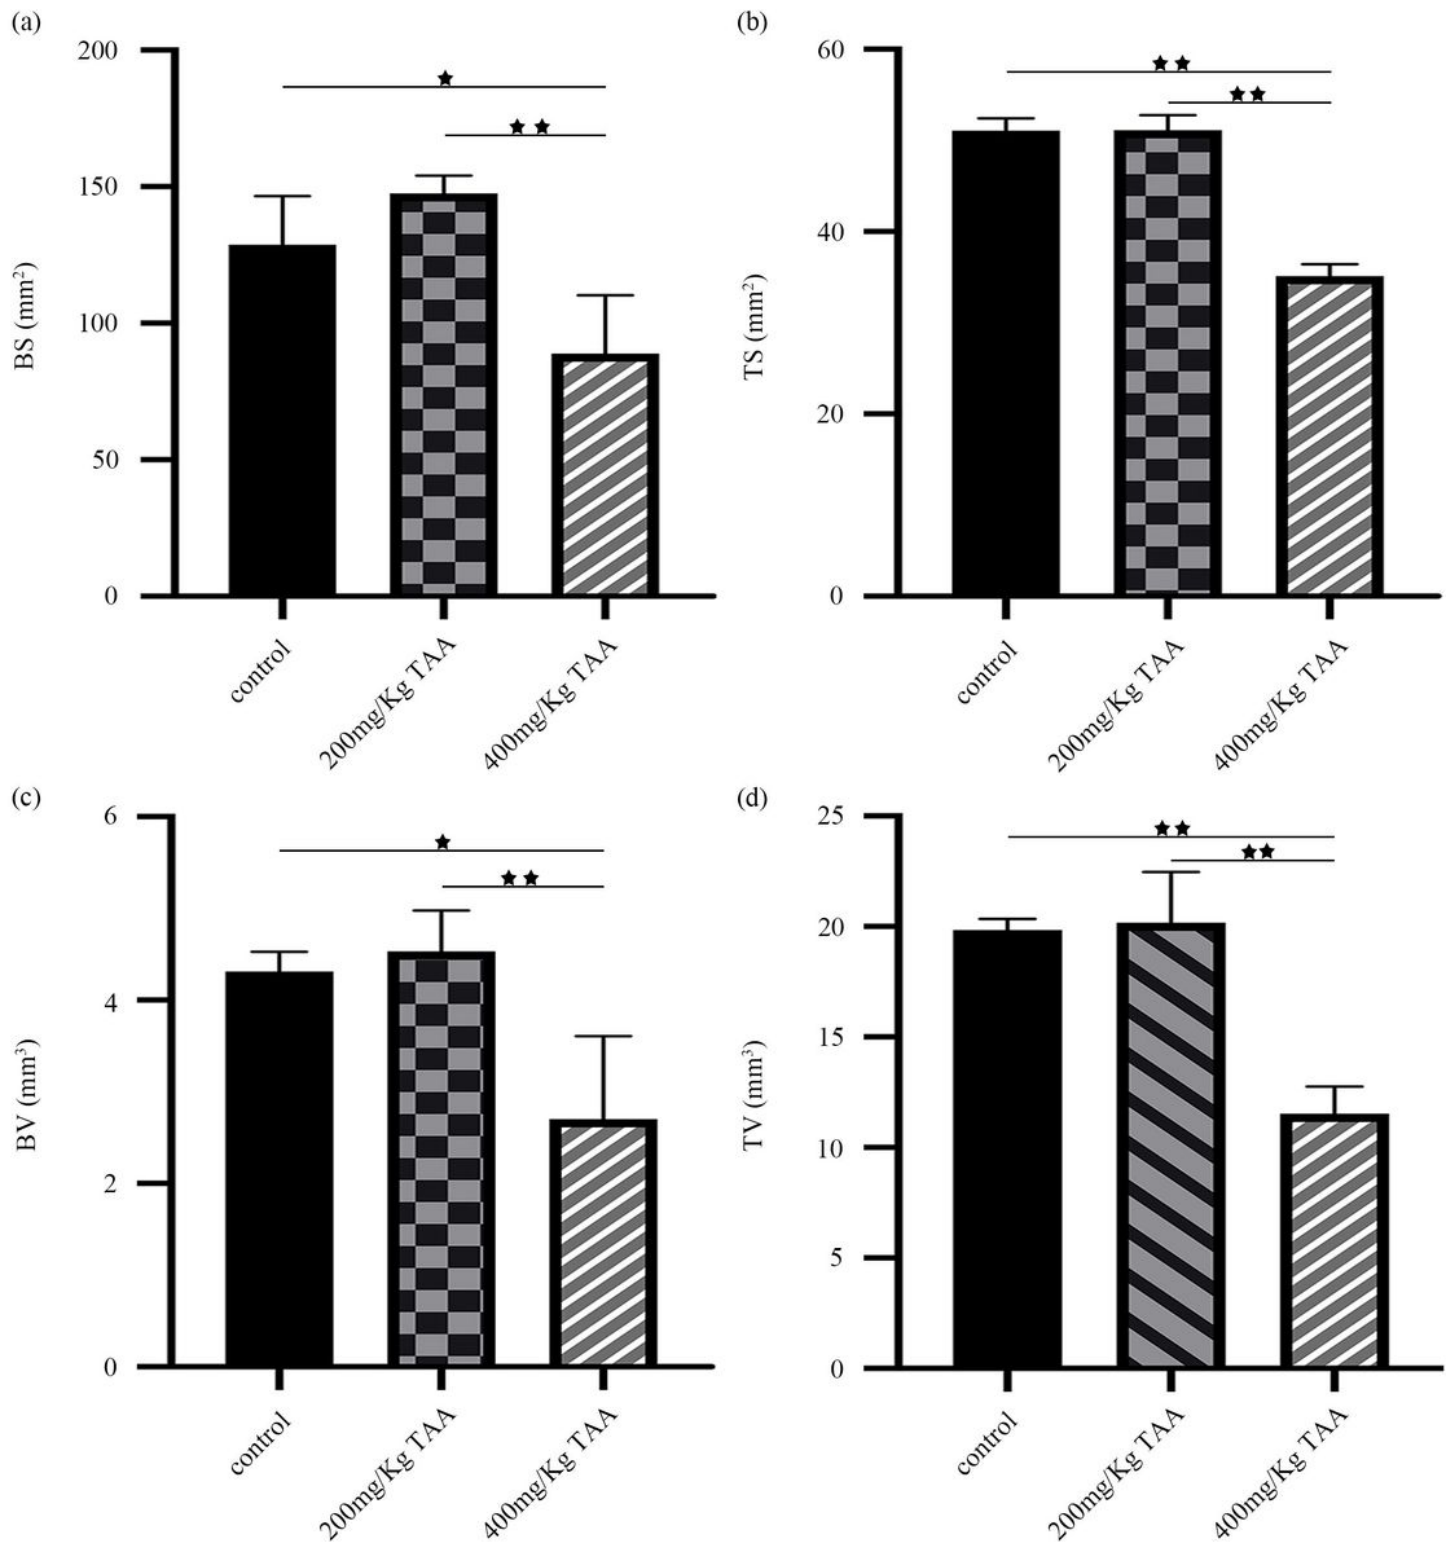 (a)
200
150
100
50
0
BS (mm²)
control
200mg/Kg TAA
400mg/Kg TAA
(b)
60
40
20
0
TS (mm²)
control
200mg/Kg TAA
400mg/Kg TAA
(c)
6
4
2
0
BV (mm³)
control
200mg/Kg TAA
400mg/Kg TAA
(d)
25
20
15
10
5
0
TV (mm³)
control
200mg/Kg TAA
400mg/Kg TAA